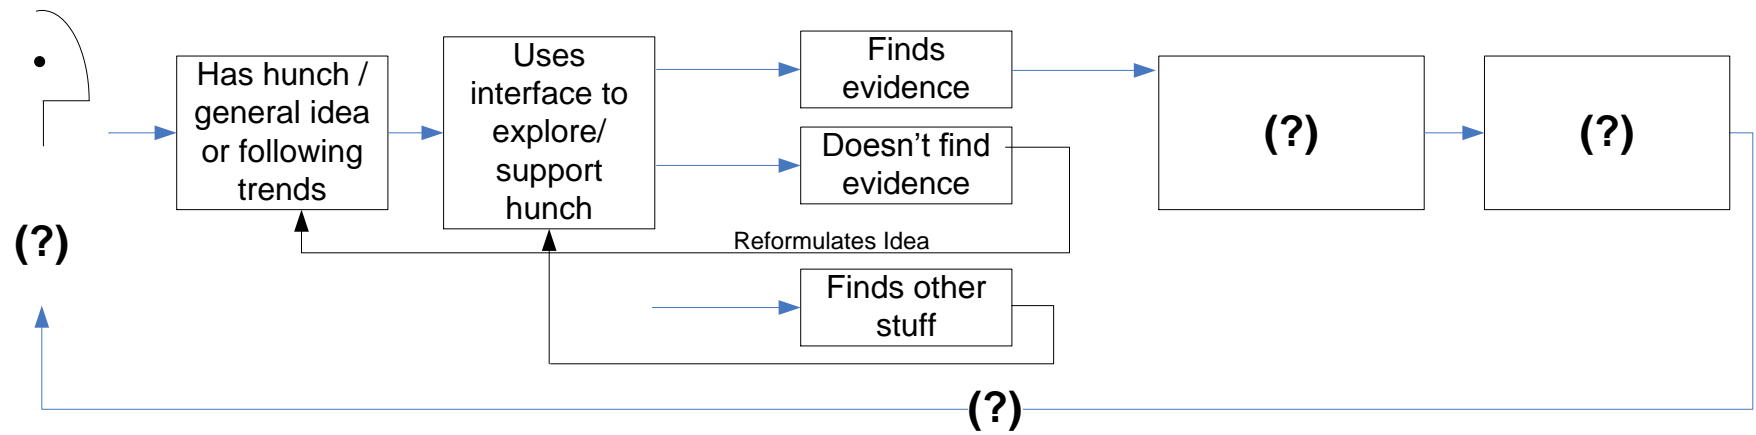 Has hunch /
general idea
or following
trends
Uses
interface to
explore/
support
hunch
Finds
evidence
Doesn't find
evidence
(?)
(?)
(?)
Reformulates Idea
Finds other
stuff
(?)